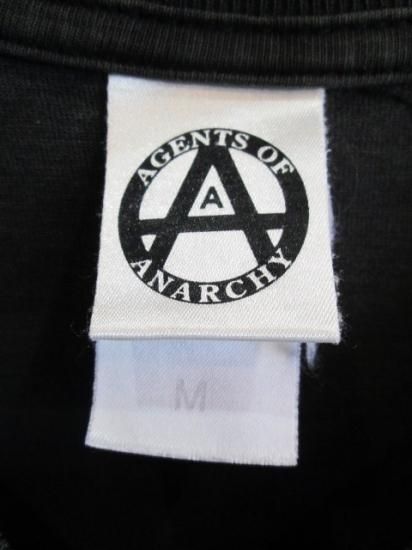 AGENTS OF
A
ANARCHY
M